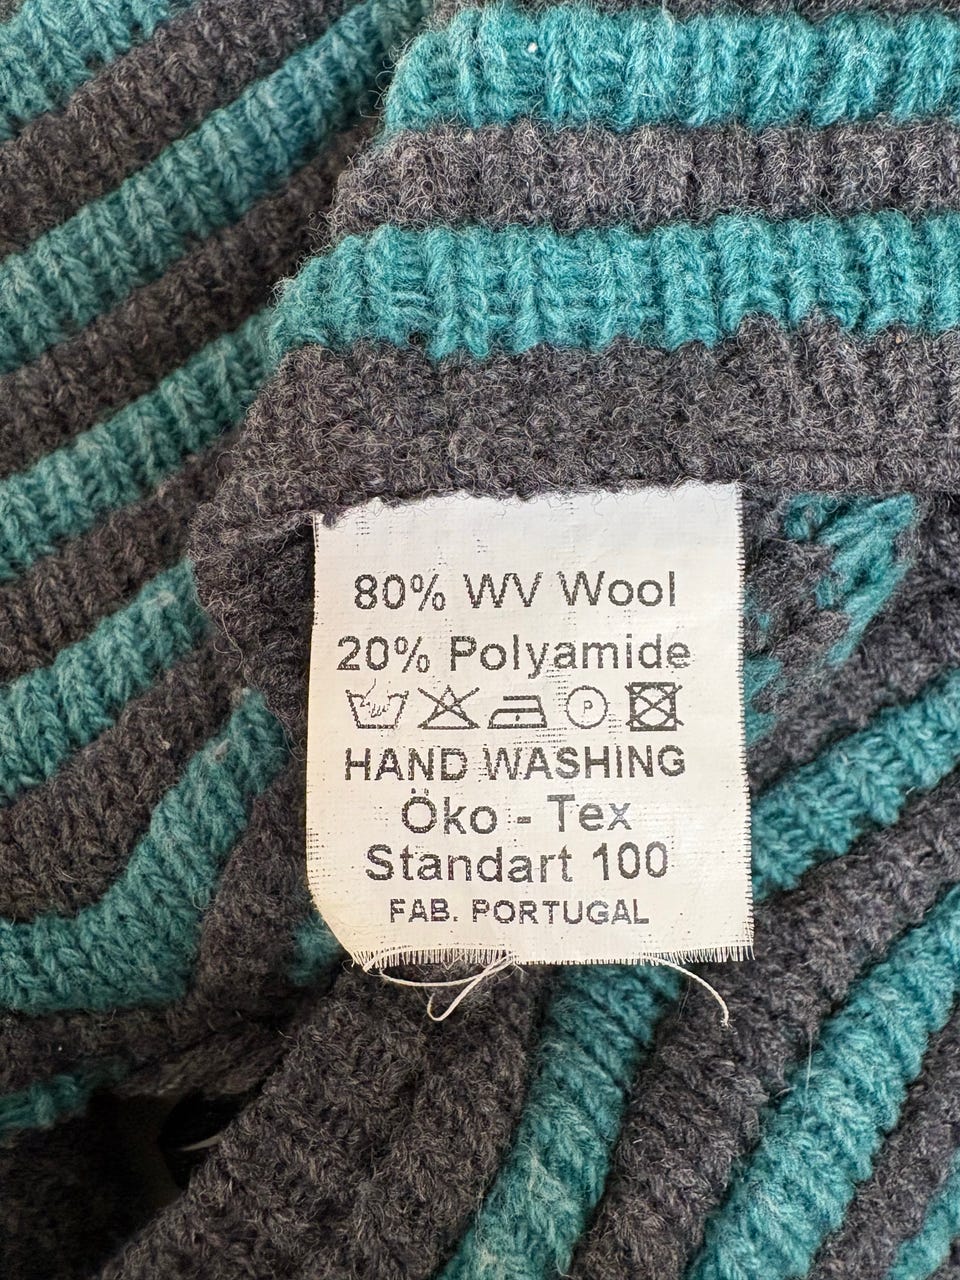 80% WV Wool
20% Polyamide
P
HAND WASHING
Öko - Tex
Standart 100
FAB. PORTUGAL